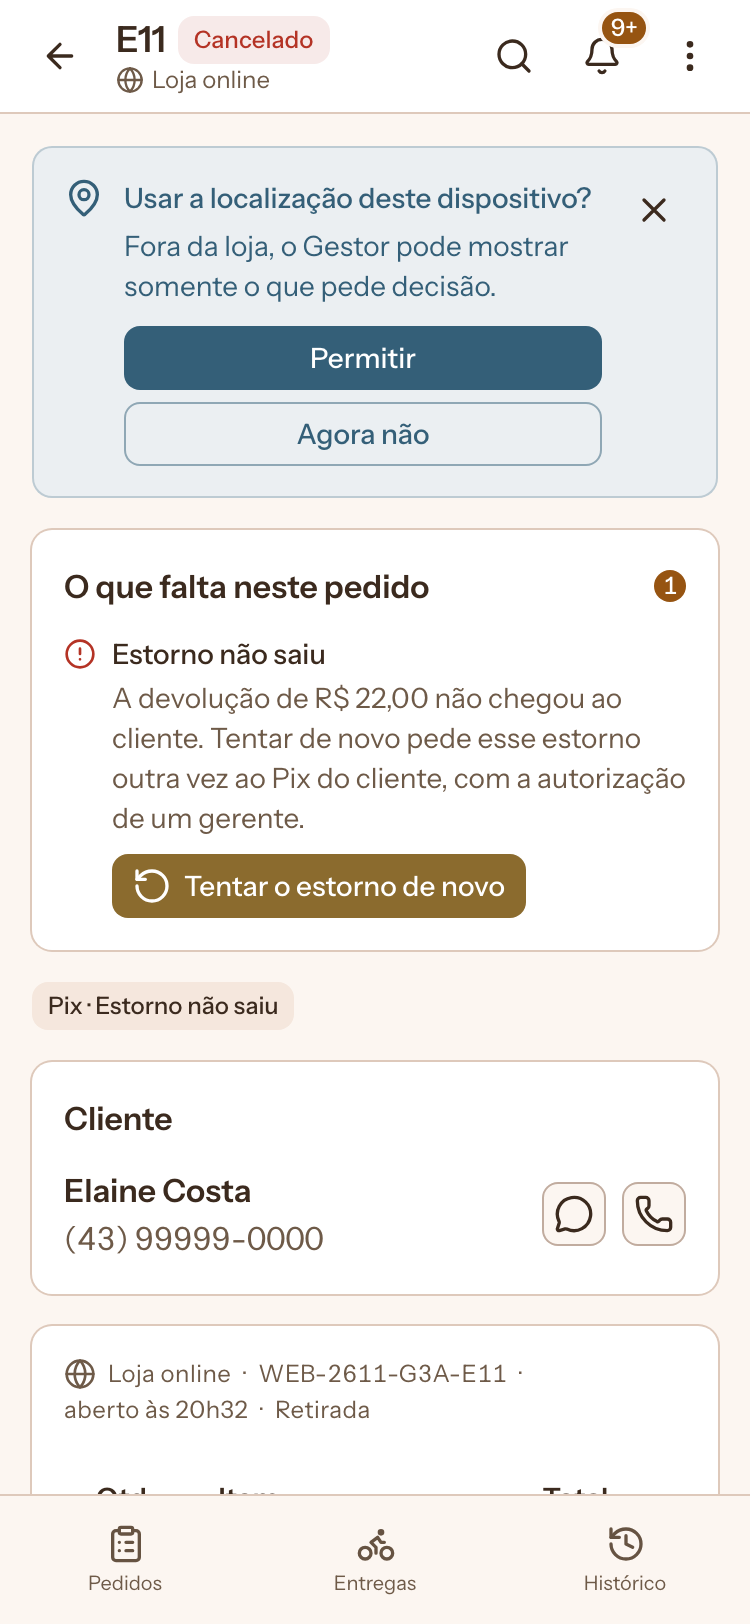 E11 Cancelado
Loja online
9+
Usar a localização deste dispositivo?
Fora da loja, o Gestor pode mostrar
somente o que pede decisão.
Permitir
Agora não
O que falta neste pedido 1
Estorno não saiu
A devolução de R$ 22,00 não chegou ao
cliente. Tentar de novo pede esse estorno
outra vez ao Pix do cliente, com a autorização
de um gerente.
Tentar o estorno de novo
Pix · Estorno não saiu
Cliente
Elaine Costa
(43) 99999-0000
Loja online · WEB-2611-G3A-E11 ·
aberto às 20h32 · Retirada
Qtd Item Total
Pedidos Entregas Histórico